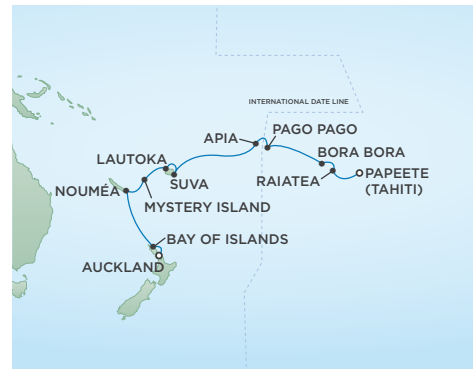 INTERNATIONAL DATE LINE
APIA
PAGO PAGO
LAUTOKA
BORA BORA
SUVA
RAIATEA
PAPEETE
(TAHITI)
NOUMÉA
MYSTERY ISLAND
BAY OF ISLANDS
AUCKLAND